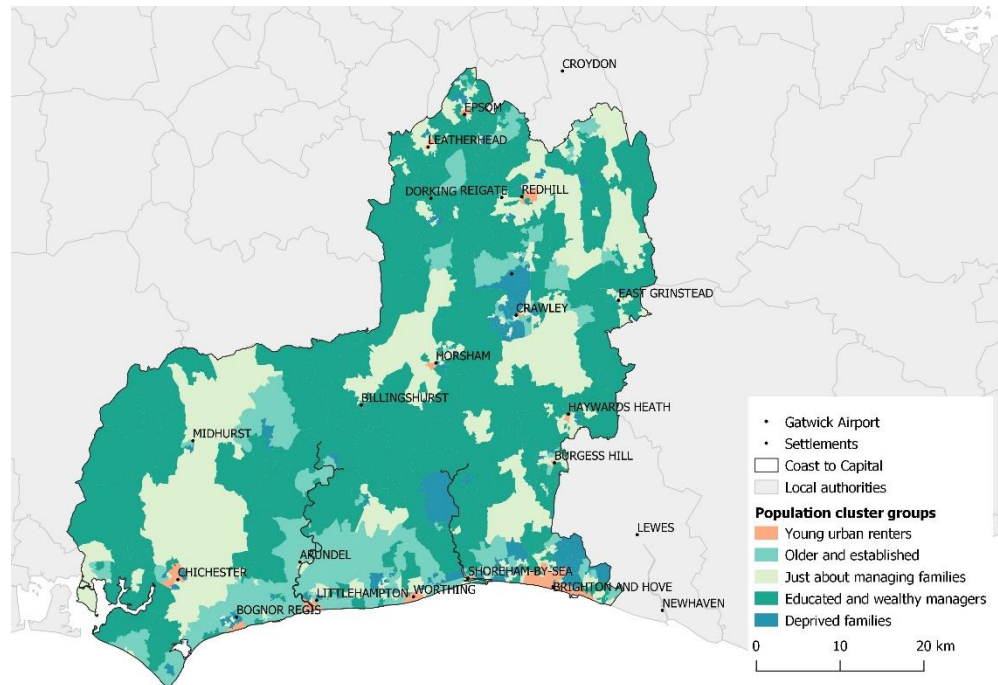 CROYDON
EPSOM
LEATHERHEAD
DORKING REIGATE REDHILL
EAST GRINSTEAD
CRAWLEY
HORSHAM
BILLINGSHURST
HAYWARDS HEATH
MIDHURST
BURGESS HILL
LEWES
ARUNDEL
SHOREHAM-BY-SEA
CHICHESTER
LITTLEHAMPTON WORTHING
BRIGHTON AND HOVE
BOGNOR REGIS
NEWHAVEN
Gatwick Airport
Settlements
Coast to Capital
Local authorities
Population cluster groups
Young urban renters
Older and established
Just about managing families
Educated and wealthy managers
Deprived families
0 10 20 km